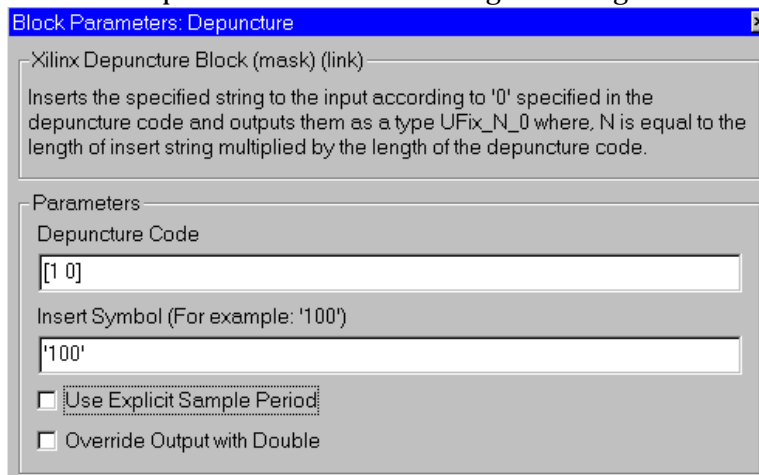 Block Parameters: Depuncture
Xilinx Depuncture Block (mask) (link)
Inserts the specified string to the input according to '0' specified in the
depuncture code and outputs them as a type UFix_N_0 where, N is equal to the
length of insert string multiplied by the length of the depuncture code.
Parameters
Depuncture Code
[1 0]
Insert Symbol (For example: '100')
'100'
Use Explicit Sample Period
Override Output with Double